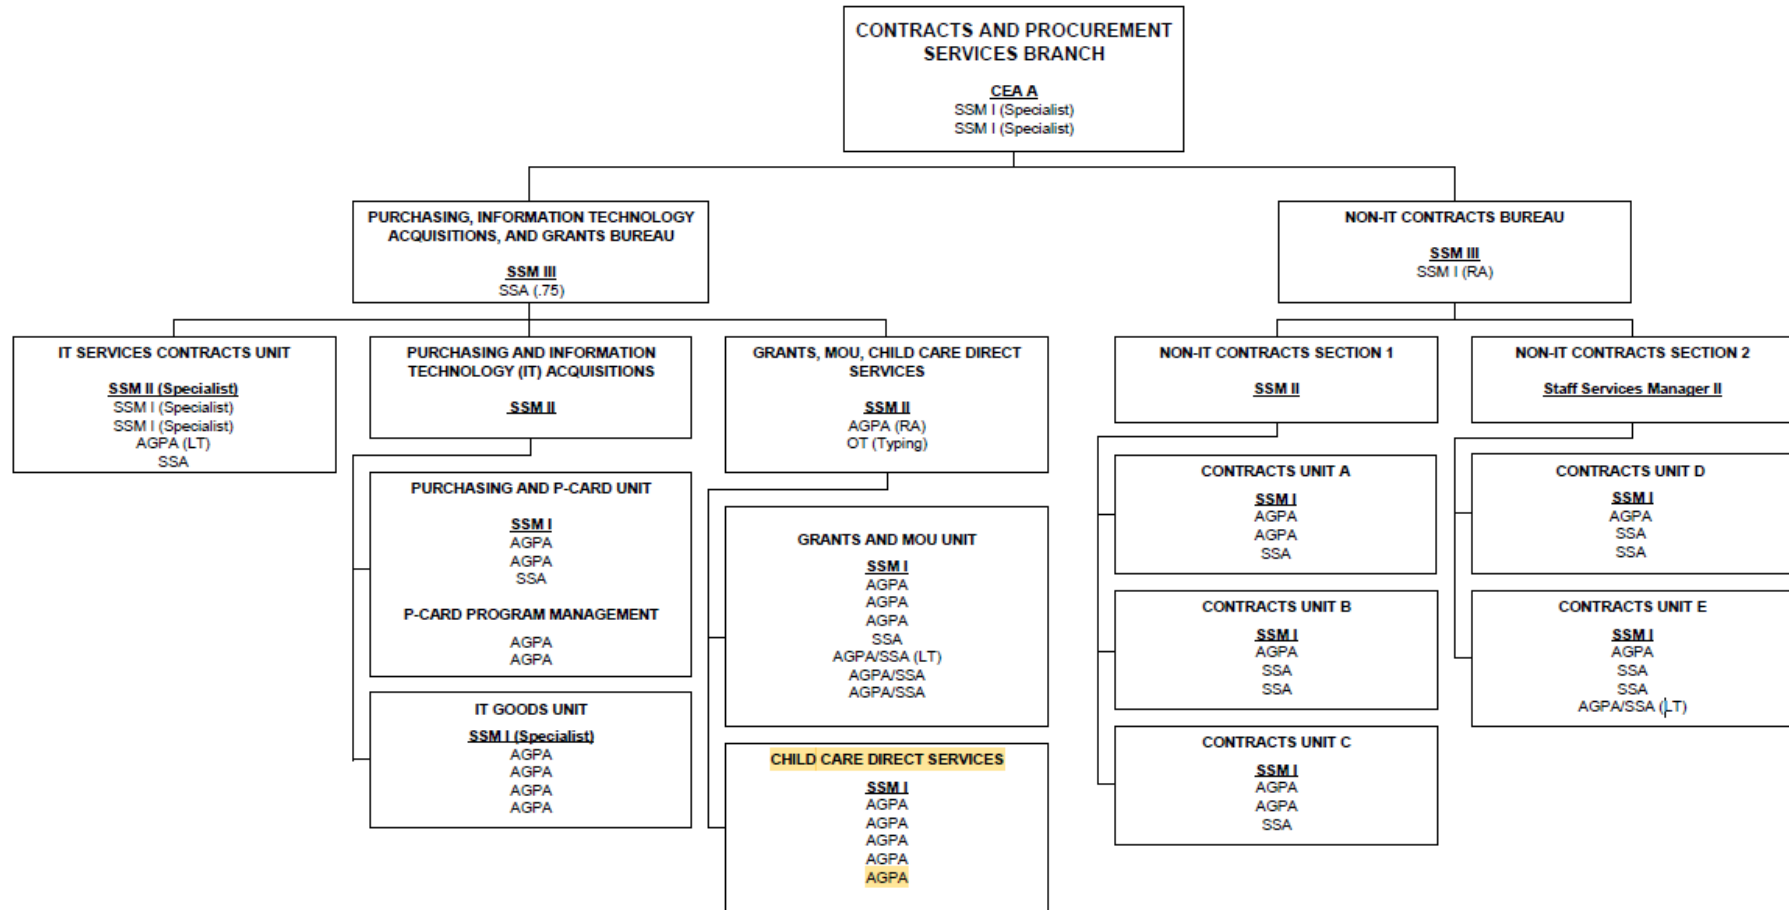 CONTRACTS AND PROCUREMENT
SERVICES BRANCH
CEA A
SSM I (Specialist)
SSM I (Specialist)
PURCHASING, INFORMATION TECHNOLOGY
ACQUISITIONS, AND GRANTS BUREAU
SSM III
SSA (.75)
NON-IT CONTRACTS BUREAU
SSM III
SSM I (RA)
IT SERVICES CONTRACTS UNIT
SSM II (Specialist)
SSM I (Specialist)
SSM I (Specialist)
AGPA (LT)
SSA
PURCHASING AND INFORMATION
TECHNOLOGY (IT) ACQUISITIONS
SSM II
GRANTS, MOU, CHILD CARE DIRECT
SERVICES
SSM II
AGPA (RA)
OT (Typing)
NON-IT CONTRACTS SECTION 1
SSM II
NON-IT CONTRACTS SECTION 2
Staff Services Manager II
PURCHASING AND P-CARD UNIT
SSM I
AGPA
AGPA
SSA
P-CARD PROGRAM MANAGEMENT
AGPA
AGPA
IT GOODS UNIT
SSM I (Specialist)
AGPA
AGPA
AGPA
AGPA
GRANTS AND MOU UNIT
SSM I
AGPA
AGPA
AGPA
SSA
AGPA/SSA (LT)
AGPA/SSA
AGPA/SSA
CHILD CARE DIRECT SERVICES
SSM I
AGPA
AGPA
AGPA
AGPA
AGPA
CONTRACTS UNIT A
SSM I
AGPA
AGPA
SSA
CONTRACTS UNIT B
SSM I
AGPA
SSA
SSA
CONTRACTS UNIT C
SSM I
AGPA
AGPA
SSA
CONTRACTS UNIT D
SSM I
AGPA
SSA
SSA
CONTRACTS UNIT E
SSM I
AGPA
SSA
SSA
AGPA/SSA (LT)